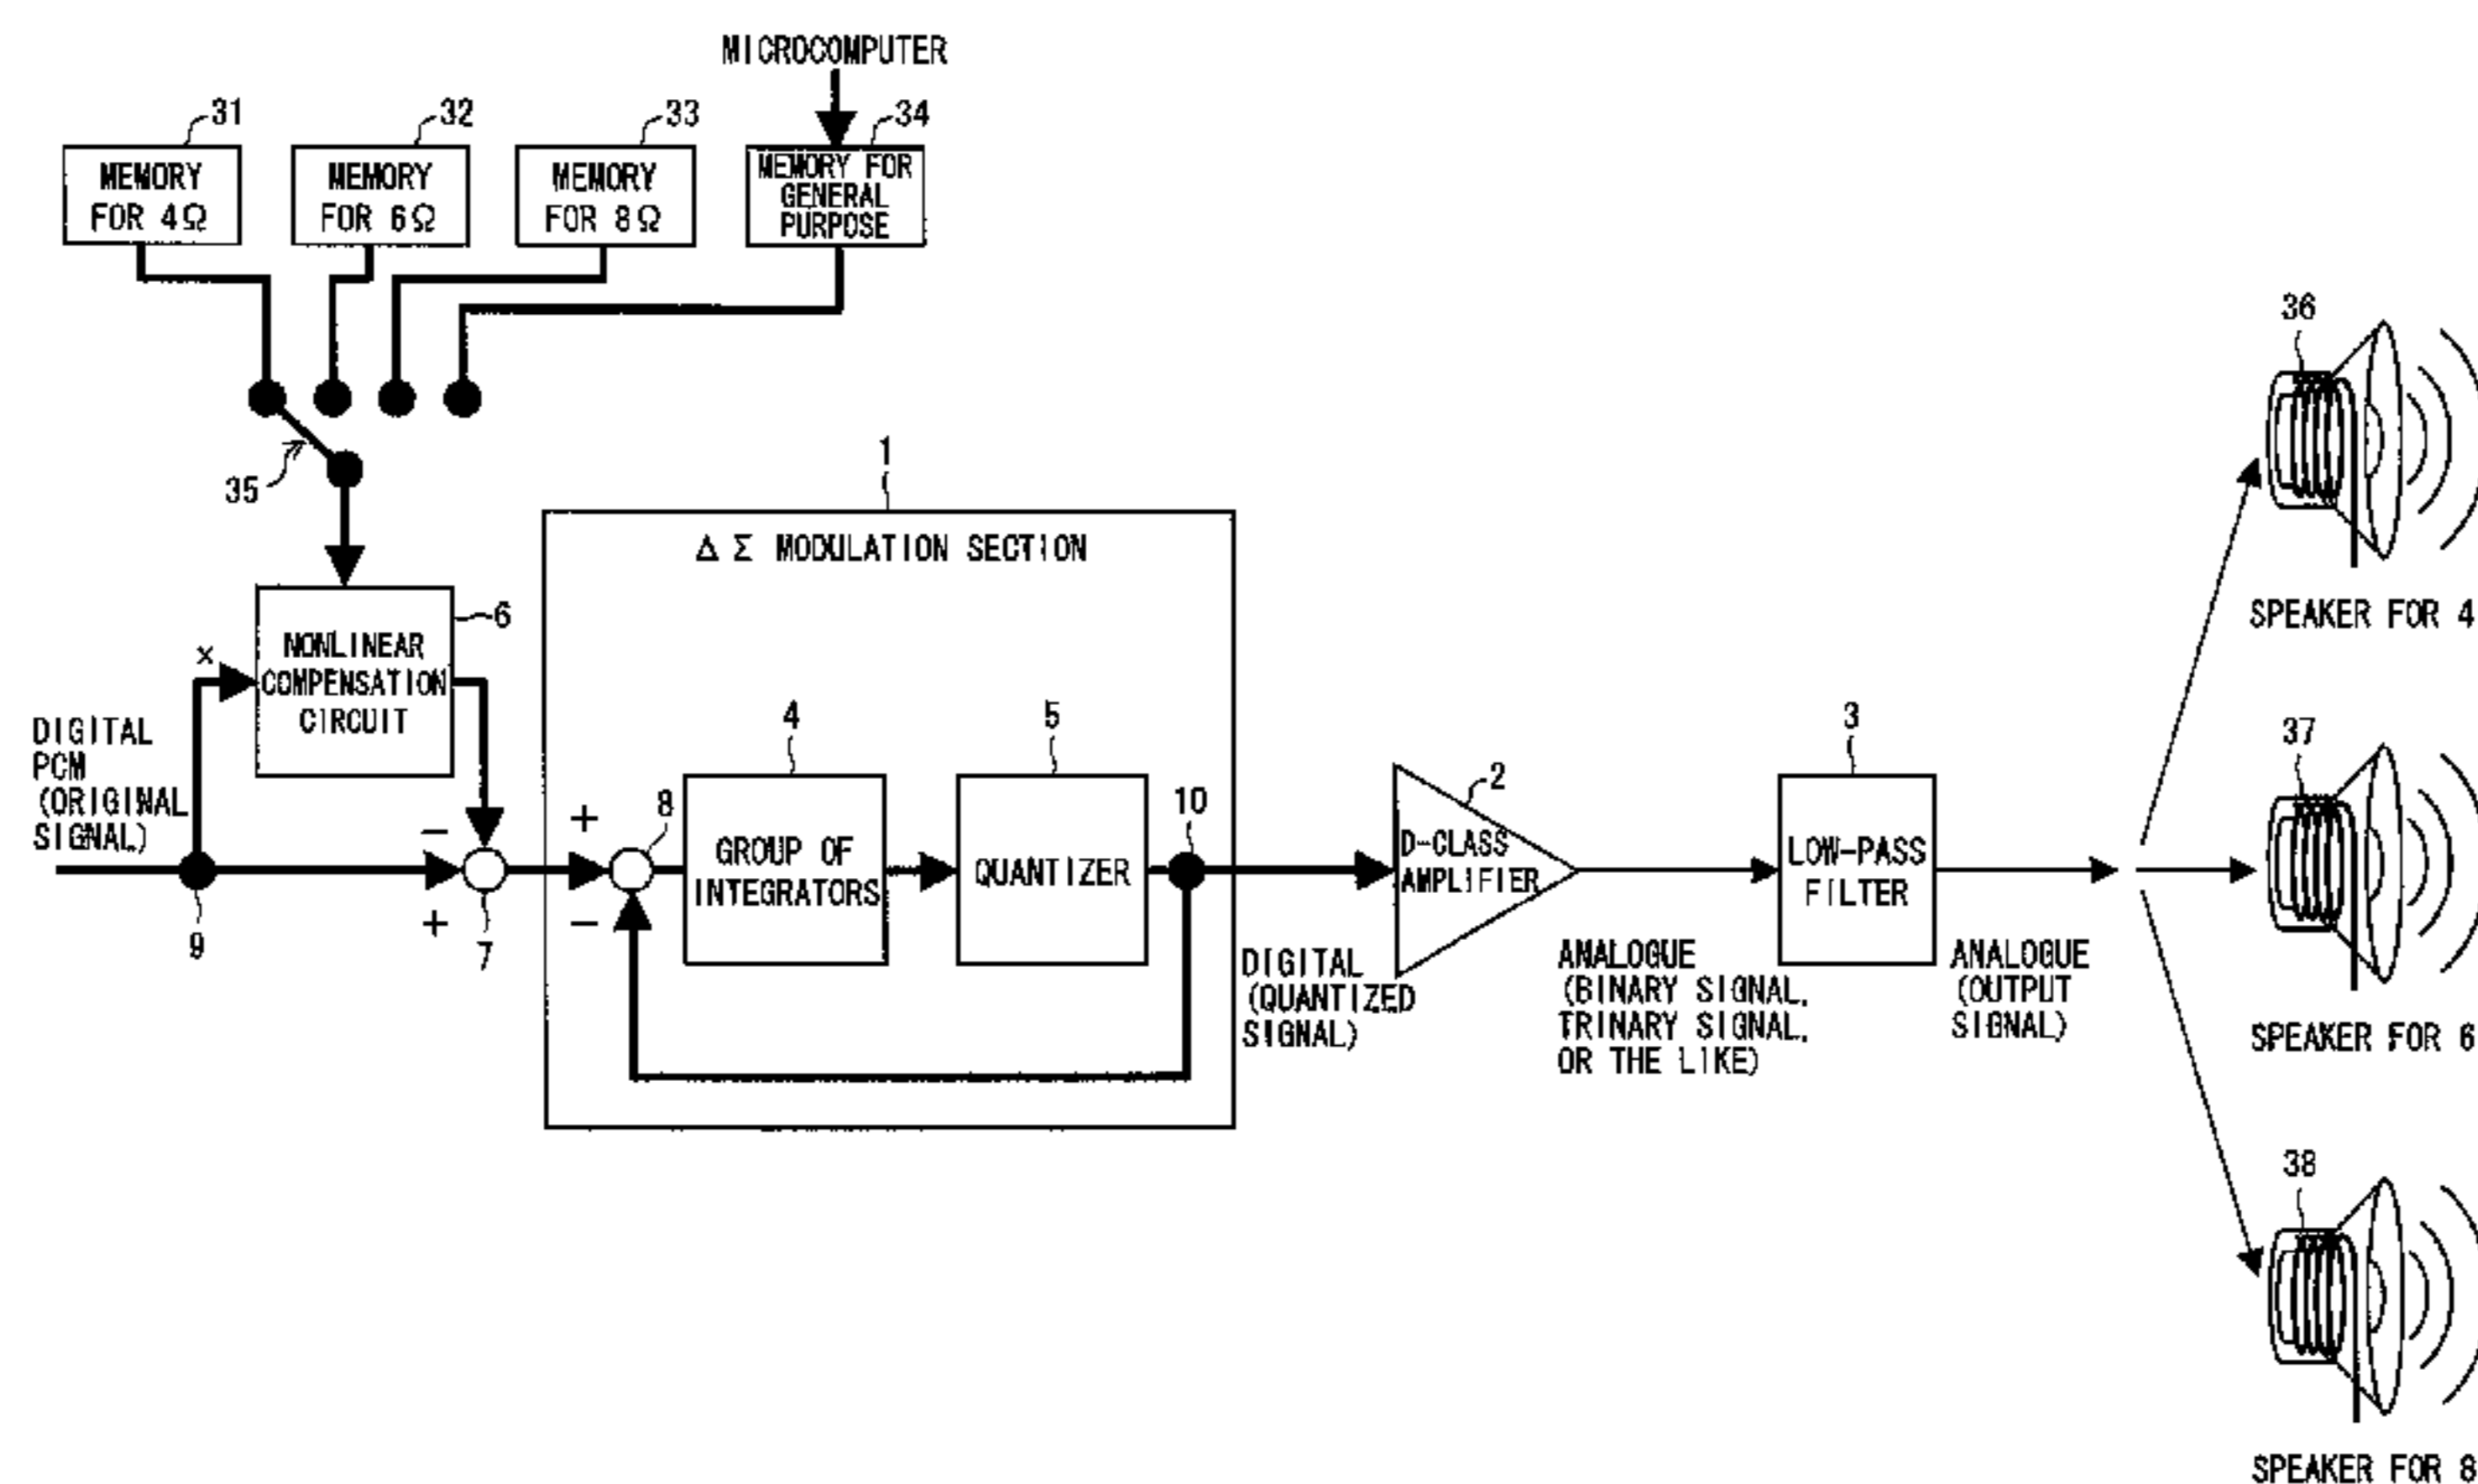 MICROCOMPUTER
31
32
33
34
MEMORY
FOR 4Ω
MEMORY
FOR 6Ω
MEMORY
FOR 8Ω
MEMORY FOR
GENERAL
PURPOSE
35
36
SPEAKER FOR 4
1
ΔΣ MODULATION SECTION
6
NONLINEAR
COMPENSATION
CIRCUIT
x
DIGITAL
PCM
(ORIGINAL
SIGNAL)
9
−
+
7
+
−
8
4
GROUP OF
INTEGRATORS
5
QUANTIZER
10
DIGITAL
(QUANTIZED
SIGNAL)
2
D-CLASS
AMPLIFIER
ANALOGUE
(BINARY SIGNAL,
TRINARY SIGNAL,
OR THE LIKE)
3
LOW-PASS
FILTER
ANALOGUE
(OUTPUT
SIGNAL)
37
SPEAKER FOR 6
38
SPEAKER FOR 8